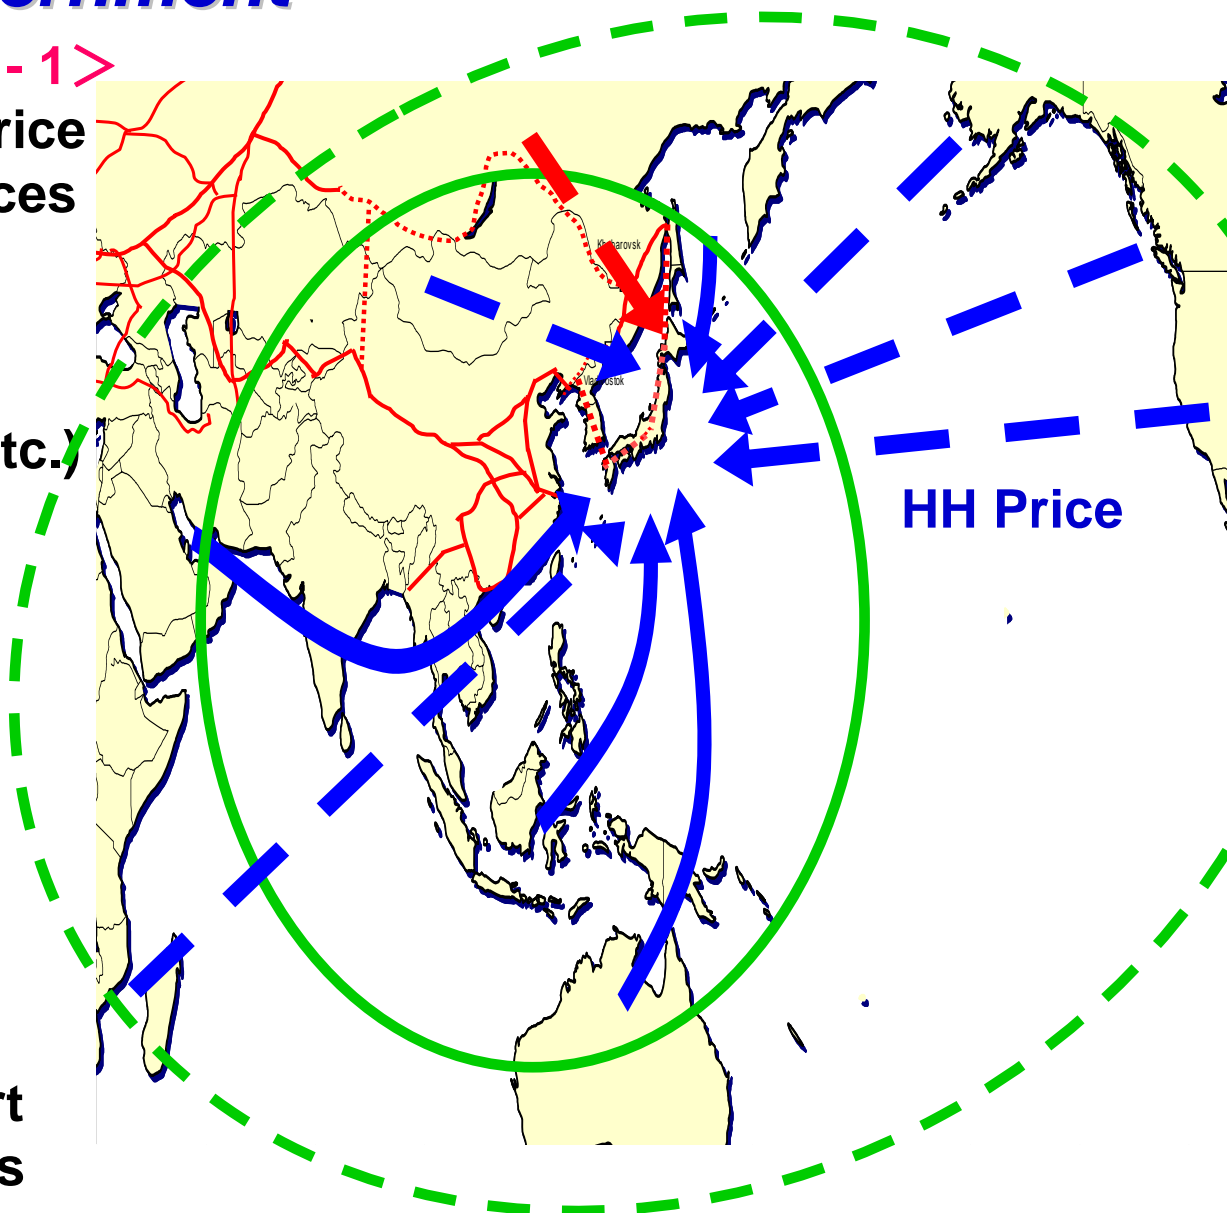 - 1＞
rice
ces
Khabarovsk
Vladivostok
tc.)
HH Price
rt
s